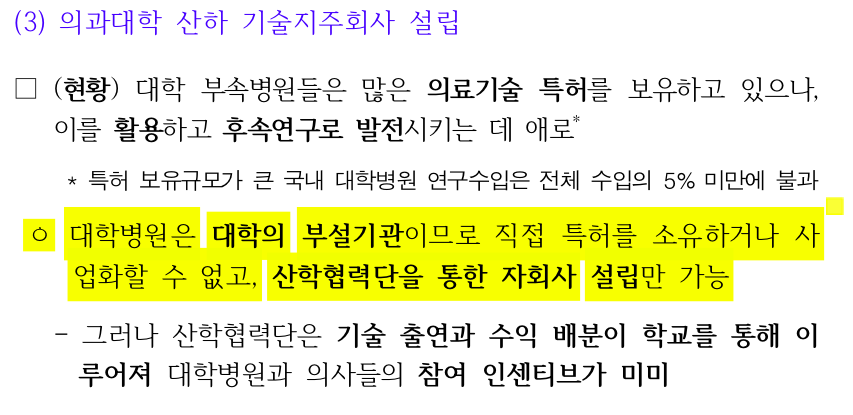 (3) 의과대학 산하 기술지주회사 설립
□ (현황) 대학 부속병원들은 많은 의료기술 특허를 보유하고 있으나,
이를 활용하고 후속연구로 발전시키는 데 애로*
* 특허 보유규모가 큰 국내 대학병원 연구수입은 전체 수입의 5% 미만에 불과
ㅇ 대학병원은 대학의 부설기관이므로 직접 특허를 소유하거나 사
업화할 수 없고, 산학협력단을 통한 자회사 설립만 가능
- 그러나 산학협력단은 기술 출연과 수익 배분이 학교를 통해 이
루어져 대학병원과 의사들의 참여 인센티브가 미미